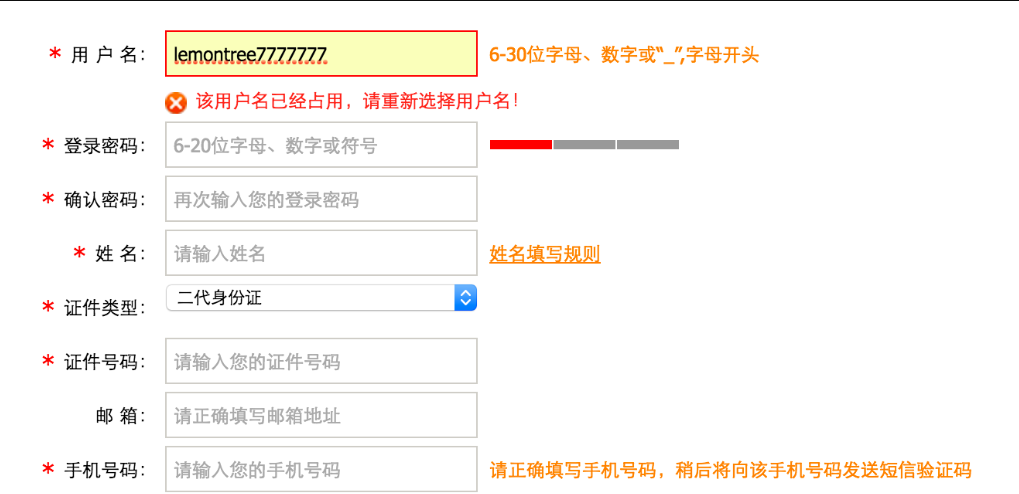 * 用 户 名： lemontree7777777 6-30位字母、数字或“_”,字母开头
该用户名已经占用，请重新选择用户名！
* 登录密码： 6-20位字母、数字或符号
* 确认密码： 再次输入您的登录密码
* 姓 名： 请输入姓名 姓名填写规则
* 证件类型： 二代身份证
* 证件号码： 请输入您的证件号码
邮 箱： 请正确填写邮箱地址
* 手机号码： 请输入您的手机号码 请正确填写手机号码，稍后将向该手机号码发送短信验证码